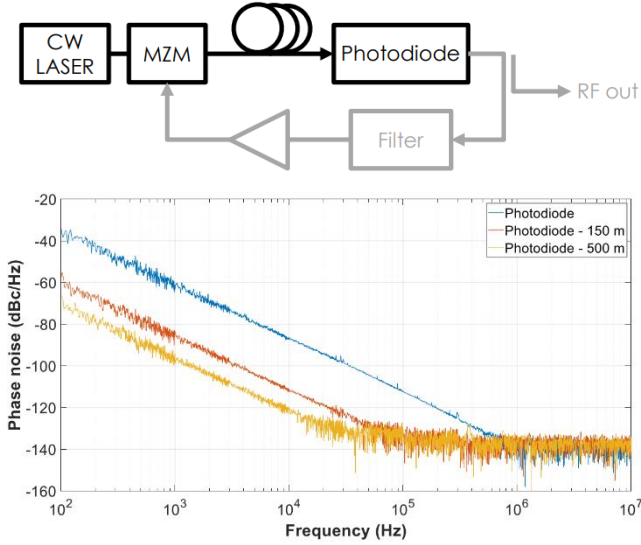 CW
LASER
MZM
Photodiode
RF out
Filter
Photodiode
Photodiode - 150 m
Photodiode - 500 m
Phase noise (dBc/Hz)
-20
-40
-60
-80
-100
-120
-140
-160
10²
10³
10⁴
10⁵
10⁶
10⁷
Frequency (Hz)